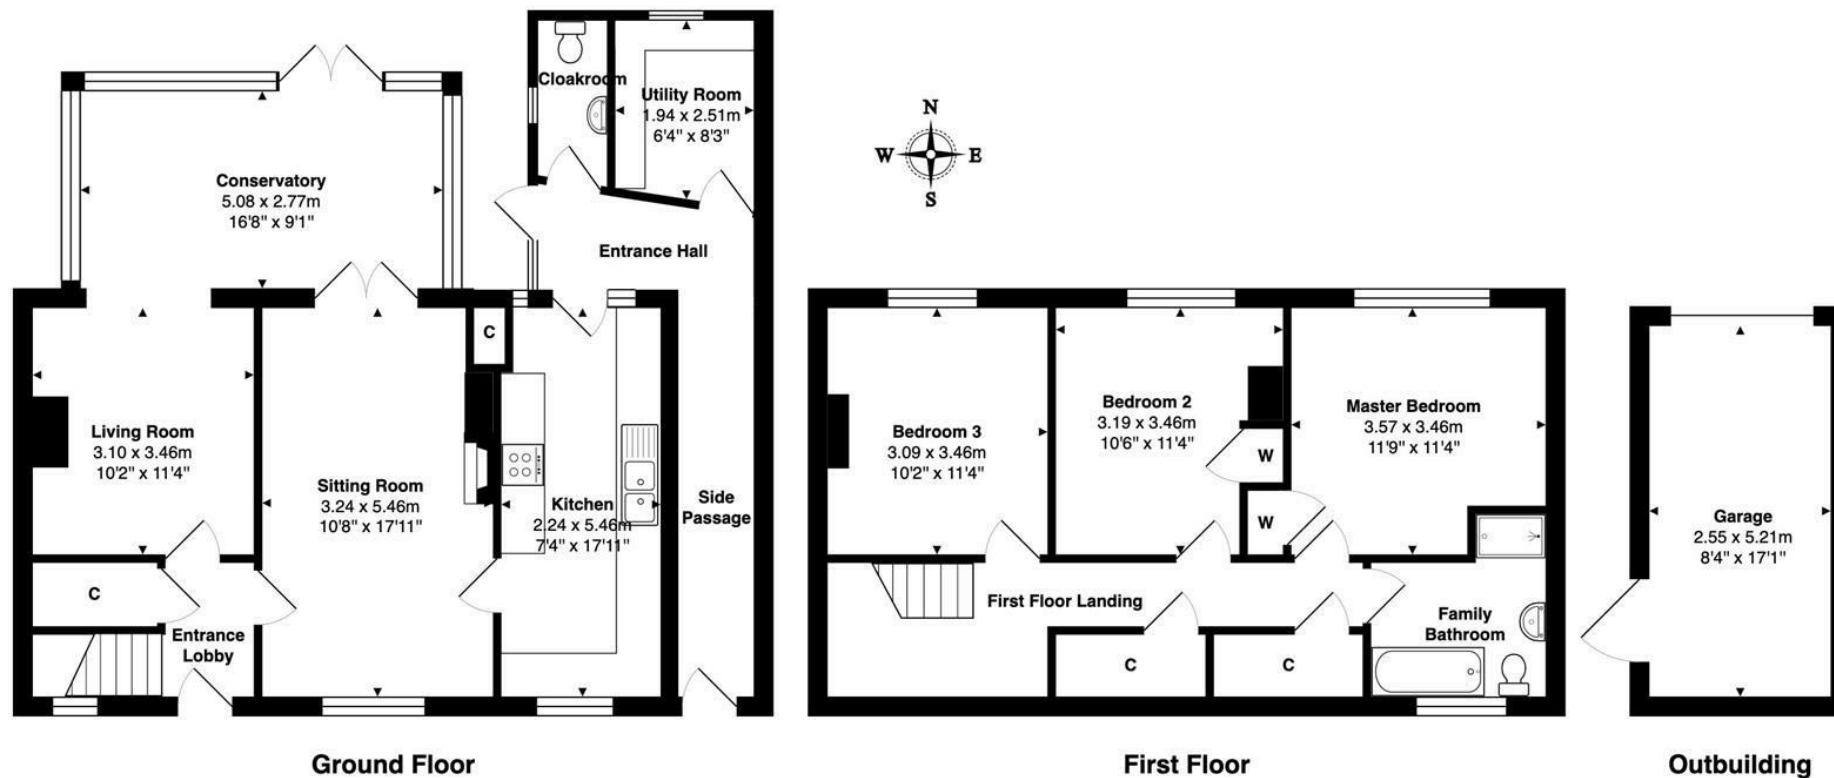 Cloakroom
Utility Room
1.94 x 2.51m
6'4" x 8'3"
Conservatory
5.08 x 2.77m
16'8" x 9'1"
Entrance Hall
C
Living Room
3.10 x 3.46m
10'2" x 11'4"
Sitting Room
3.24 x 5.46m
10'8" x 17'11"
Kitchen
2.24 x 5.46m
7'4" x 17'11"
Side
Passage
C
Entrance
Lobby
Ground Floor
N
W E
S
Bedroom 3
3.09 x 3.46m
10'2" x 11'4"
Bedroom 2
3.19 x 3.46m
10'6" x 11'4"
Master Bedroom
3.57 x 3.46m
11'9" x 11'4"
W
W
First Floor Landing
Family
Bathroom
C
C
First Floor
Garage
2.55 x 5.21m
8'4" x 17'1"
Outbuilding